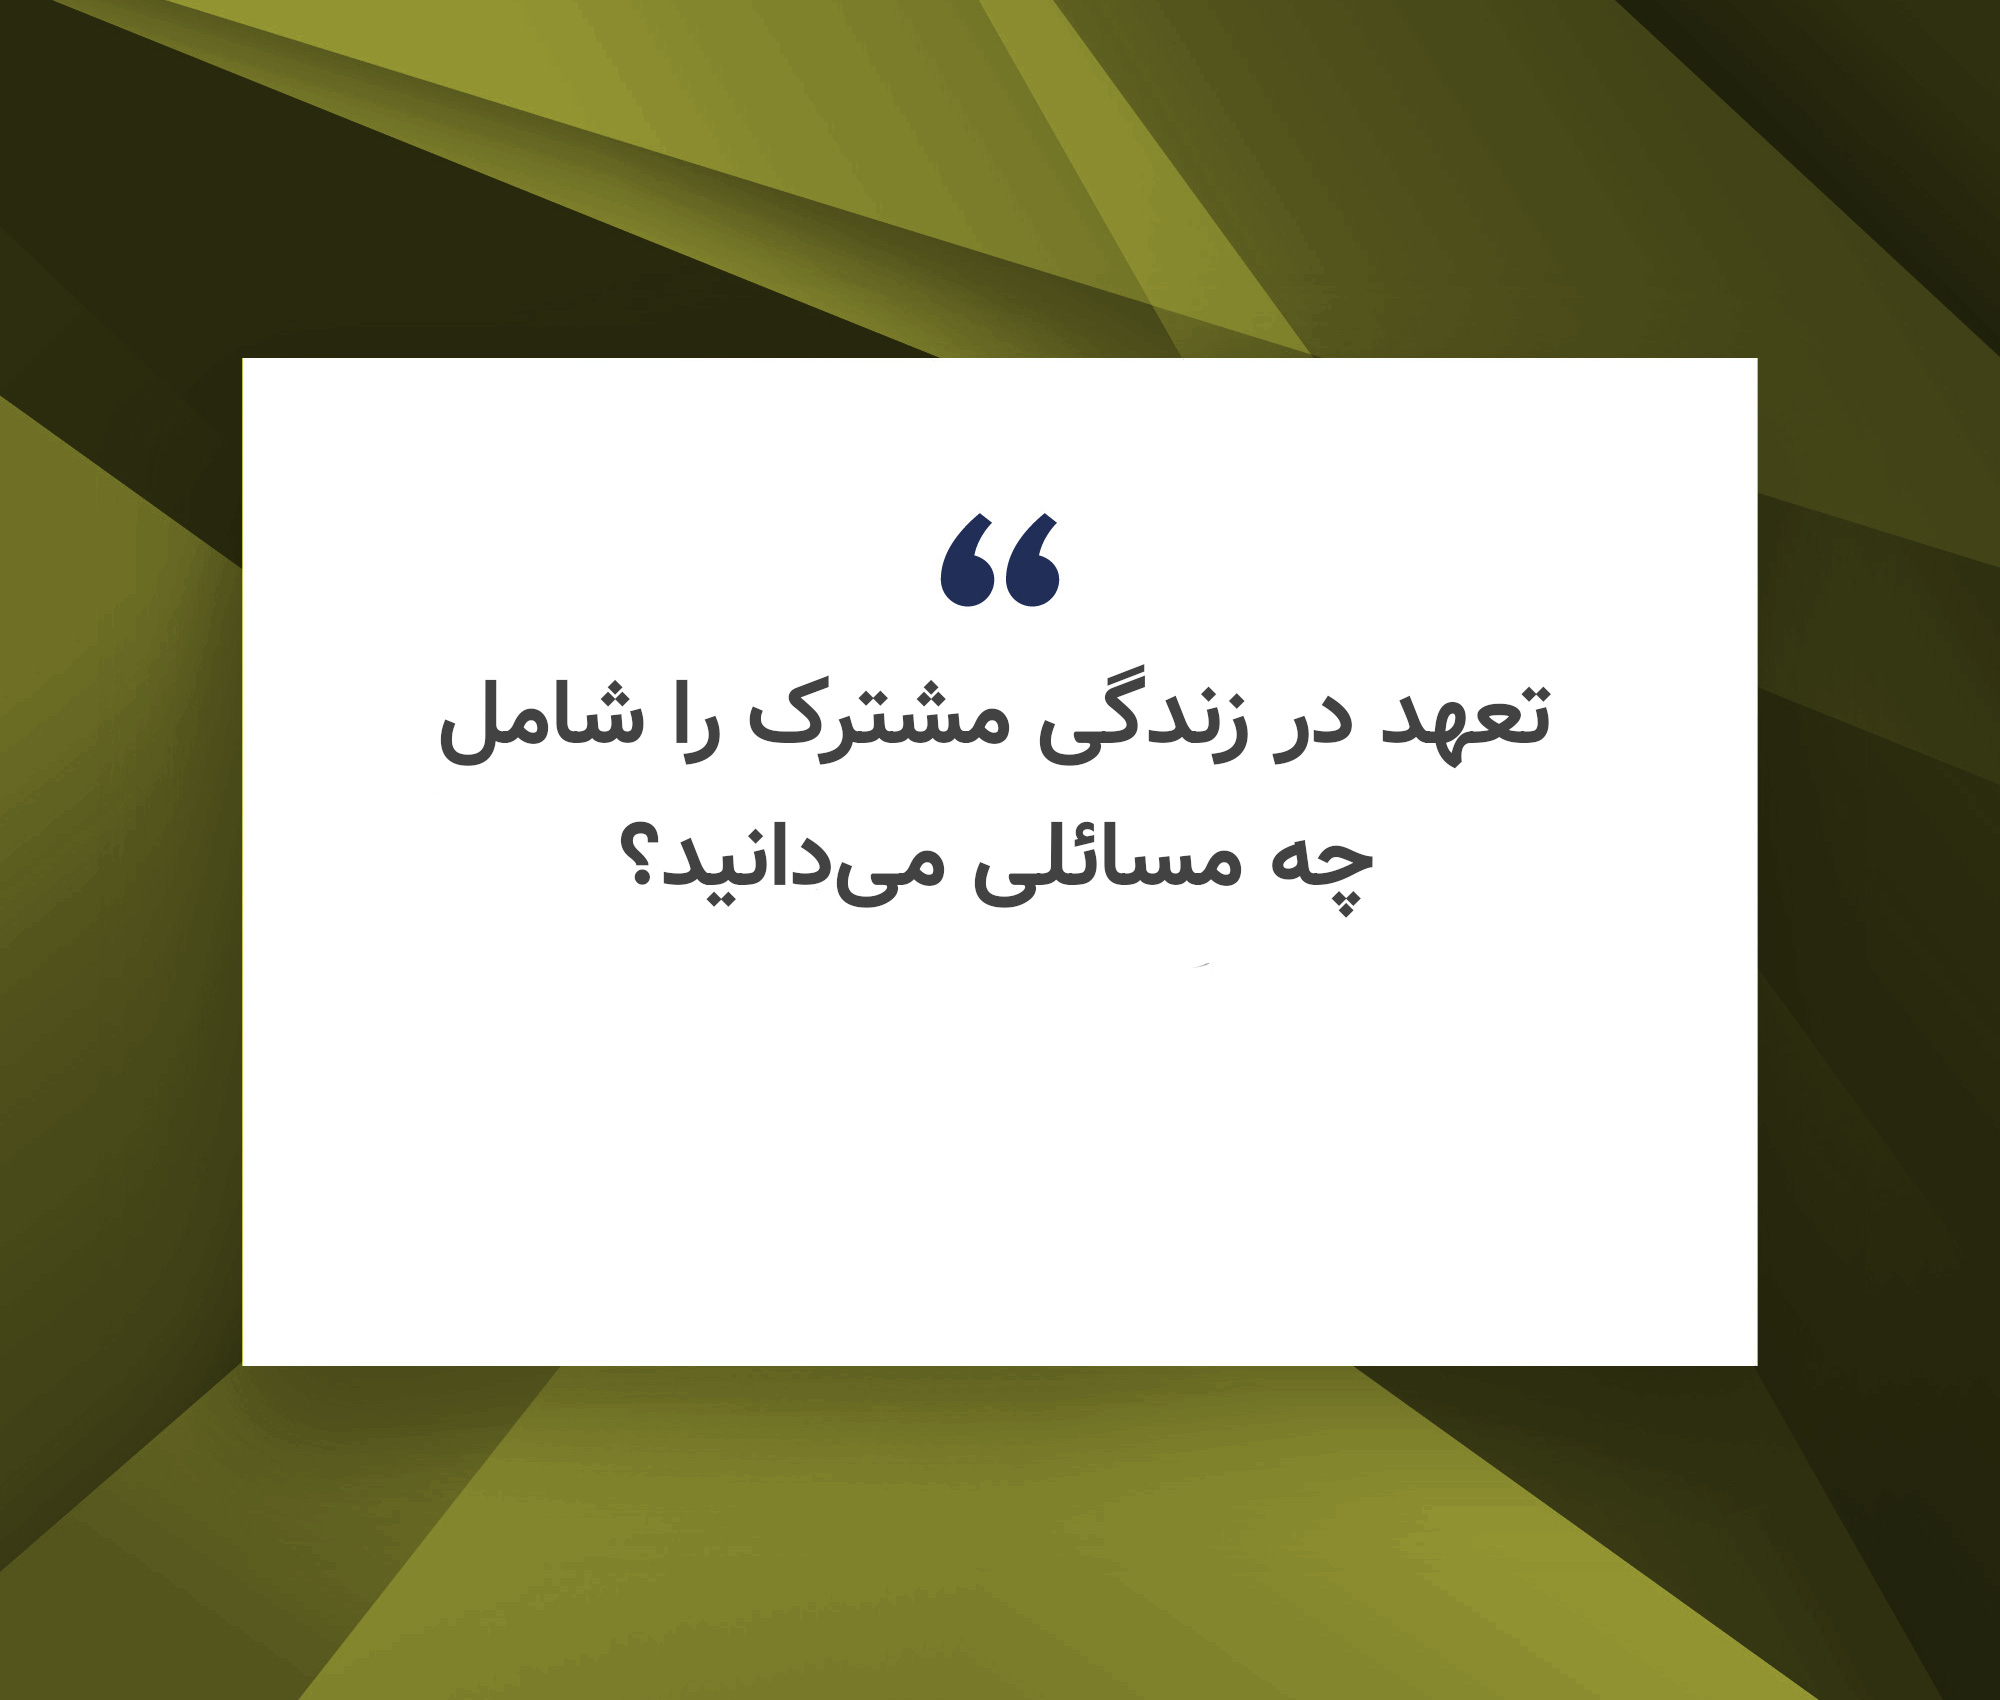 “
تعهد در زندگی مشترک را شامل
چه مسائلی می‌دانید؟